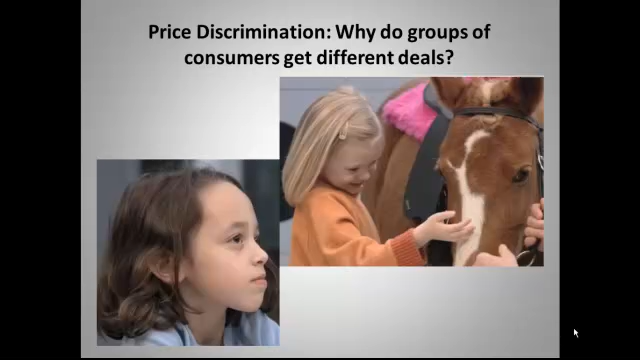 Price Discrimination: Why do groups of
consumers get different deals?